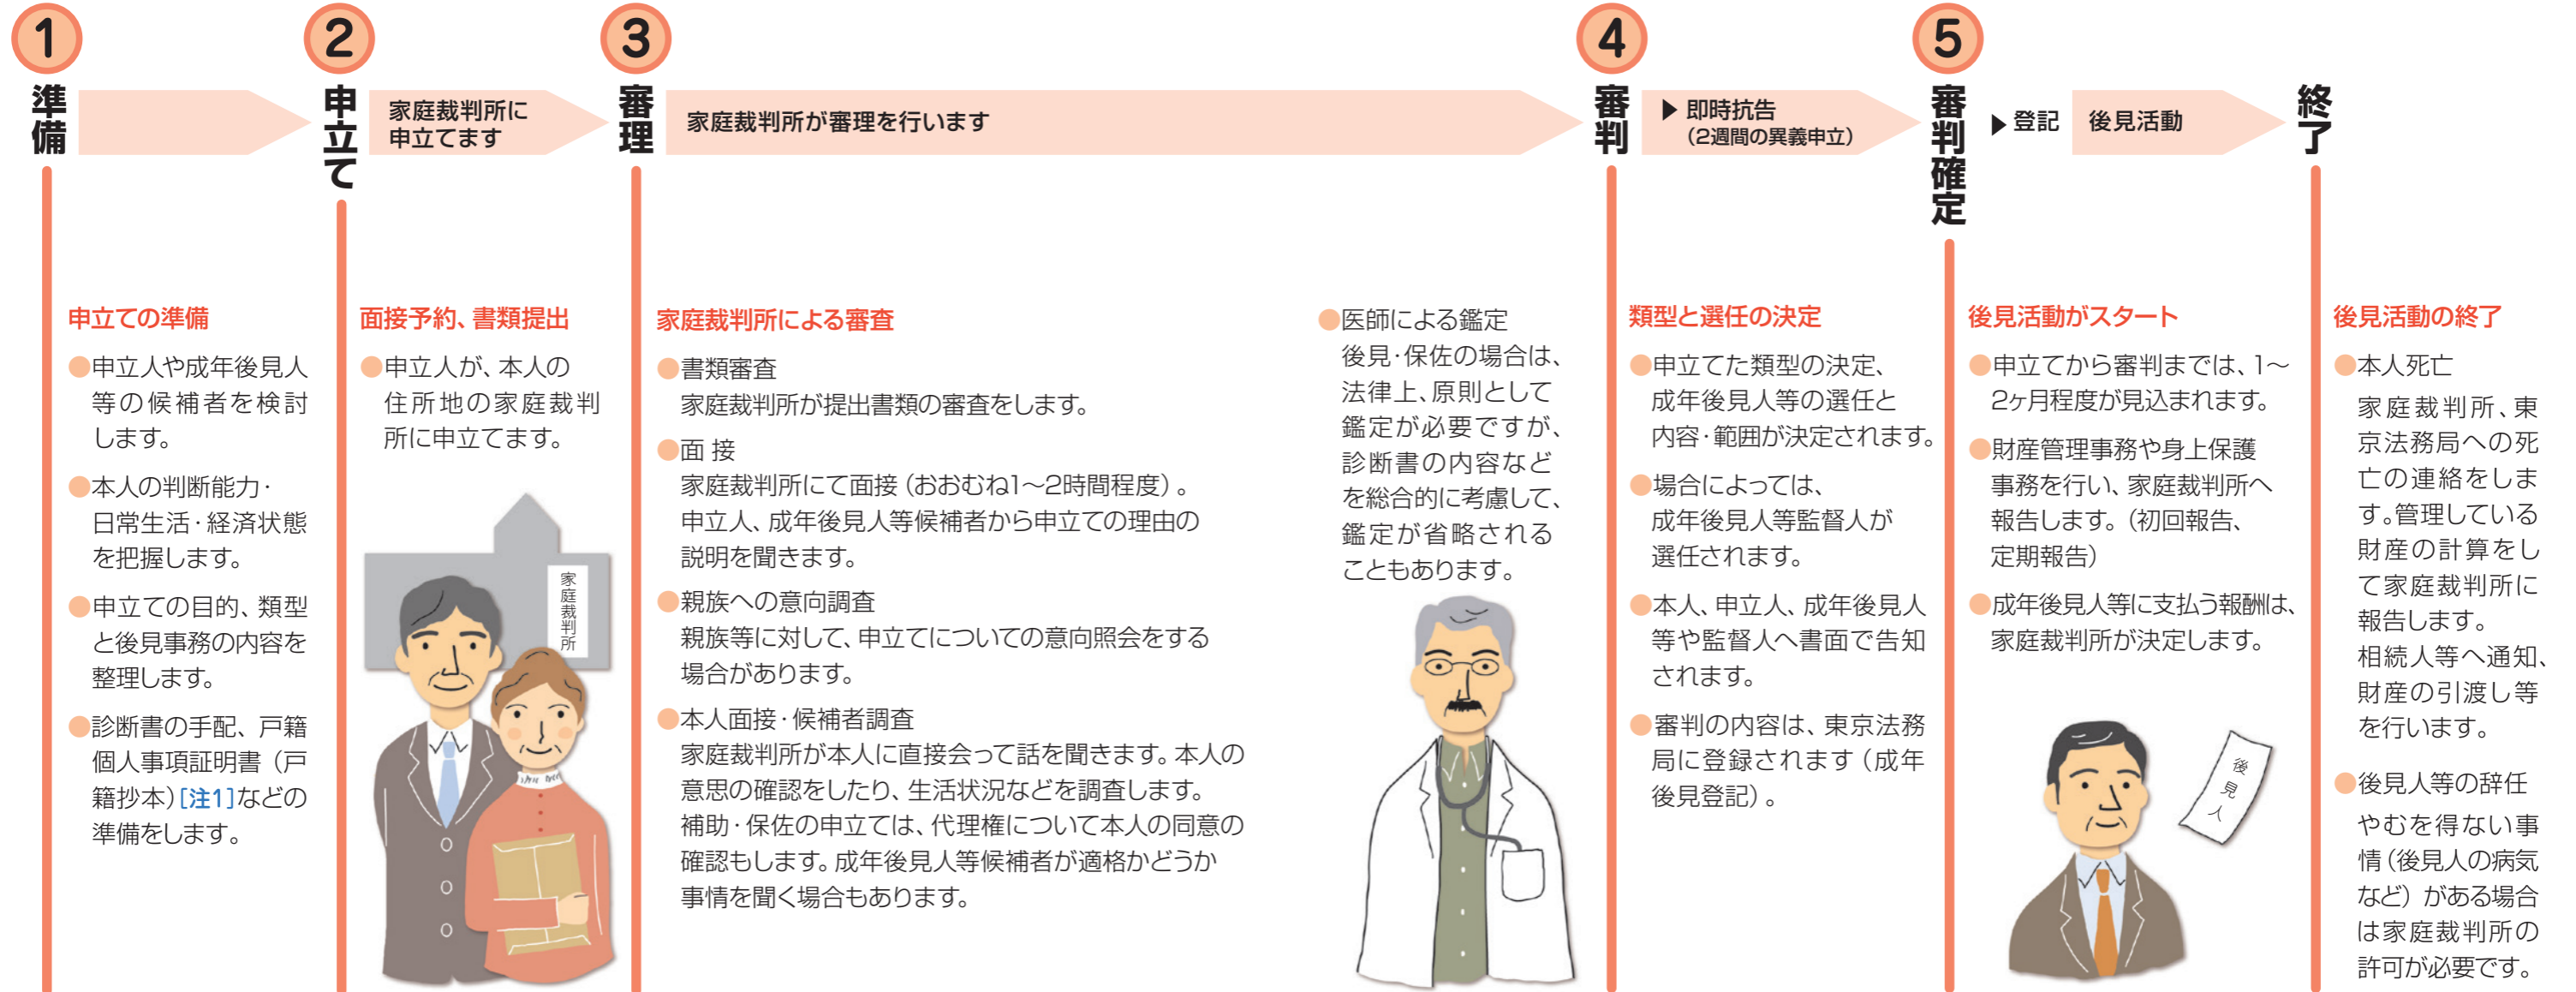 1
準備
2
申立て
家庭裁判所に
申立てます
3
審理
家庭裁判所が審理を行います
4
審判
▶即時抗告
(2週間の異義申立)
5
審判確定
▶登記
後見活動
終了
申立ての準備
●申立人や成年後見人
等の候補者を検討
します。
●本人の判断能力・
日常生活・経済状態
を把握します。
●申立ての目的、類型
と後見事務の内容を
整理します。
●診断書の手配、戸籍
個人事項証明書（戸
籍抄本）[注1]などの
準備をします。
面接予約、書類提出
●申立人が、本人の
住所地の家庭裁判
所に申立てます。
家庭裁判所
家庭裁判所による審査
●書類審査
家庭裁判所が提出書類の審査をします。
●面 接
家庭裁判所にて面接（おおむね1〜2時間程度）。
申立人、成年後見人等候補者から申立ての理由の
説明を聞きます。
●親族への意向調査
親族等に対して、申立てについての意向照会をする
場合があります。
●本人面接・候補者調査
家庭裁判所が本人に直接会って話を聞きます。本人の
意思の確認をしたり、生活状況などを調査します。
補助・保佐の申立ては、代理権について本人の同意の
確認もします。成年後見人等候補者が適格かどうか
事情を聞く場合もあります。
●医師による鑑定
後見・保佐の場合は、
法律上、原則として
鑑定が必要ですが、
診断書の内容など
を総合的に考慮して、
鑑定が省略される
こともあります。
類型と選任の決定
●申立てた類型の決定、
成年後見人等の選任と
内容・範囲が決定されます。
●場合によっては、
成年後見人等監督人が
選任されます。
●本人、申立人、成年後見人
等や監督人へ書面で告知
されます。
●審判の内容は、東京法務
局に登録されます（成年
後見登記）。
後見活動がスタート
●申立てから審判までは、1〜
2ヶ月程度が見込まれます。
●財産管理事務や身上保護
事務を行い、家庭裁判所へ
報告します。（初回報告、
定期報告）
●成年後見人等に支払う報酬は、
家庭裁判所が決定します。
後見人
後見活動の終了
●本人死亡
家庭裁判所、東
京法務局への死
亡の連絡をしま
す。管理している
財産の計算をし
て家庭裁判所に
報告します。
相続人等へ通知、
財産の引渡し等
を行います。
●後見人等の辞任
やむを得ない事
情（後見人の病気
など）がある場合
は家庭裁判所の
許可が必要です。